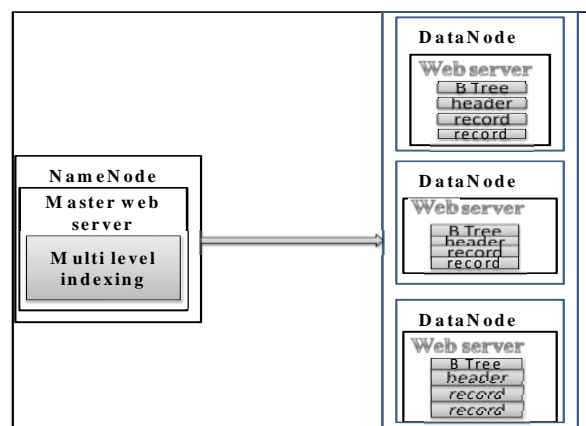 NameNode
Master web
server
Multi level
indexing
DataNode
Web server
B Tree
header
record
record
DataNode
Web server
B Tree
header
record
record
DataNode
Web server
B Tree
header
record
record